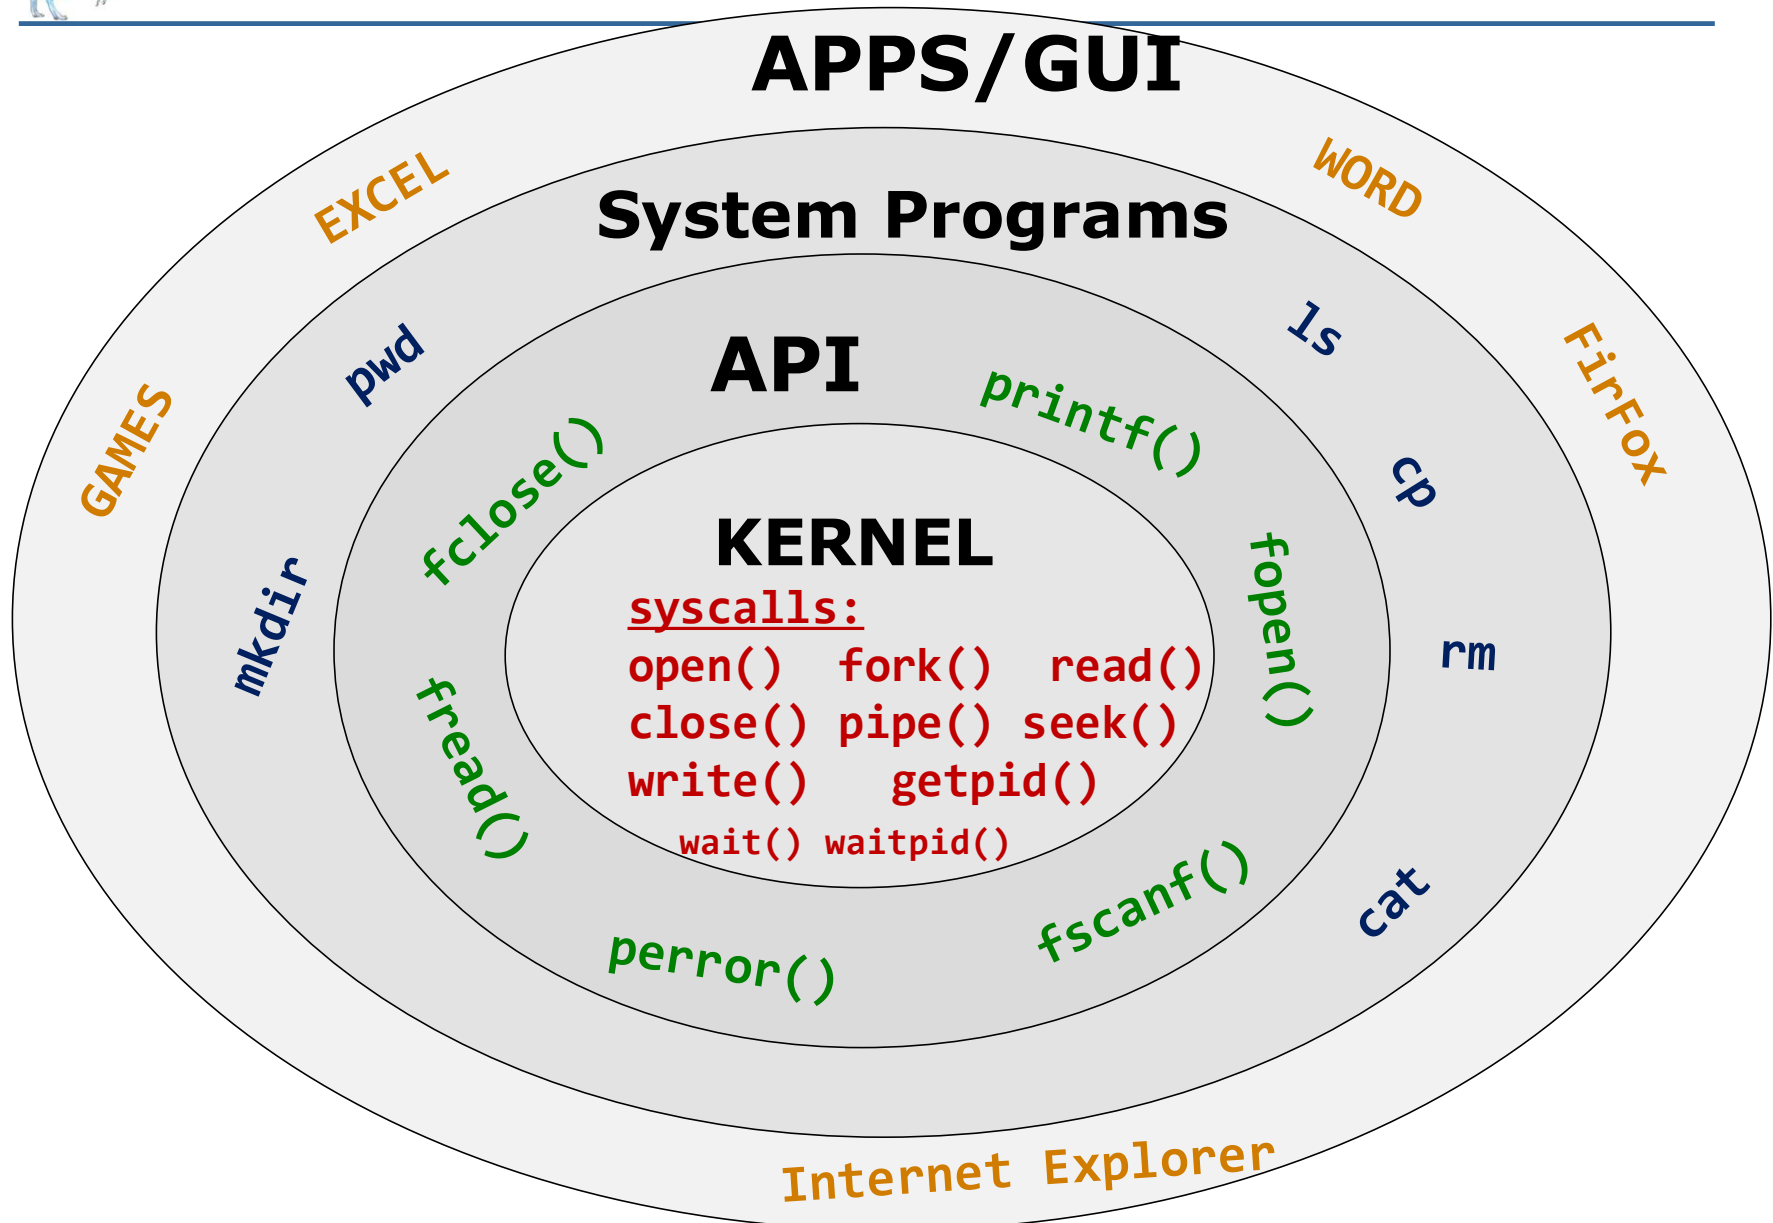 APPS/GUI
EXCEL
WORD
System Programs
pwd
ls
GAMES
FirFox
API
fclose()
printf()
cp
KERNEL
mkdir
fopen()
syscalls:
open() fork() read()
rm
close() pipe() seek()
fread()
write() getpid()
wait() waitpid()
fscanf()
cat
perror()
Internet Explorer